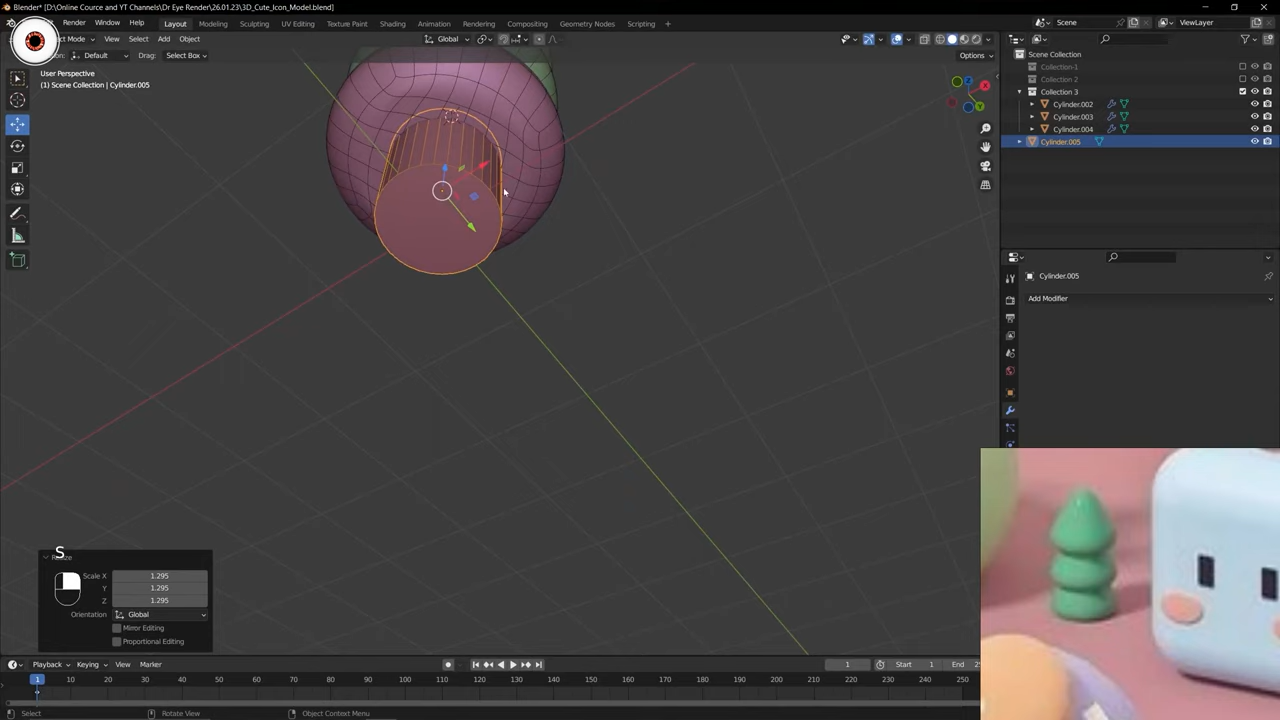 Blender* [D:\Online Cource and YT Channels\Dr Eye Render\26.01.23\3D_Cute_Icon_Model.blend]
Render Window Help Layout Modeling Sculpting UV Editing Texture Paint Shading Animation Rendering Compositing Geometry Nodes Scripting + Scene ViewLayer
Mode View Select Add Object Global
Default Drag: Select Box Options
User Perspective
(1) Scene Collection | Cylinder.005
Scene Collection
Collection-1
Collection 2
Collection 3
Cylinder.002
Cylinder.003
Cylinder.004
Cylinder.005
Cylinder.005
Add Modifier
S
Resize
Scale X 1.295
Y 1.295
Z 1.295
Orientation Global
Mirror Editing
Proportional Editing
Playback Keying View Marker 1 Start 1 End
1 10 20 30 40 50 60 70 80 90 100 110 120 130 140 150 160 170 180 190 200 210 220 230 240 250
Select Rotate View Object Context Menu